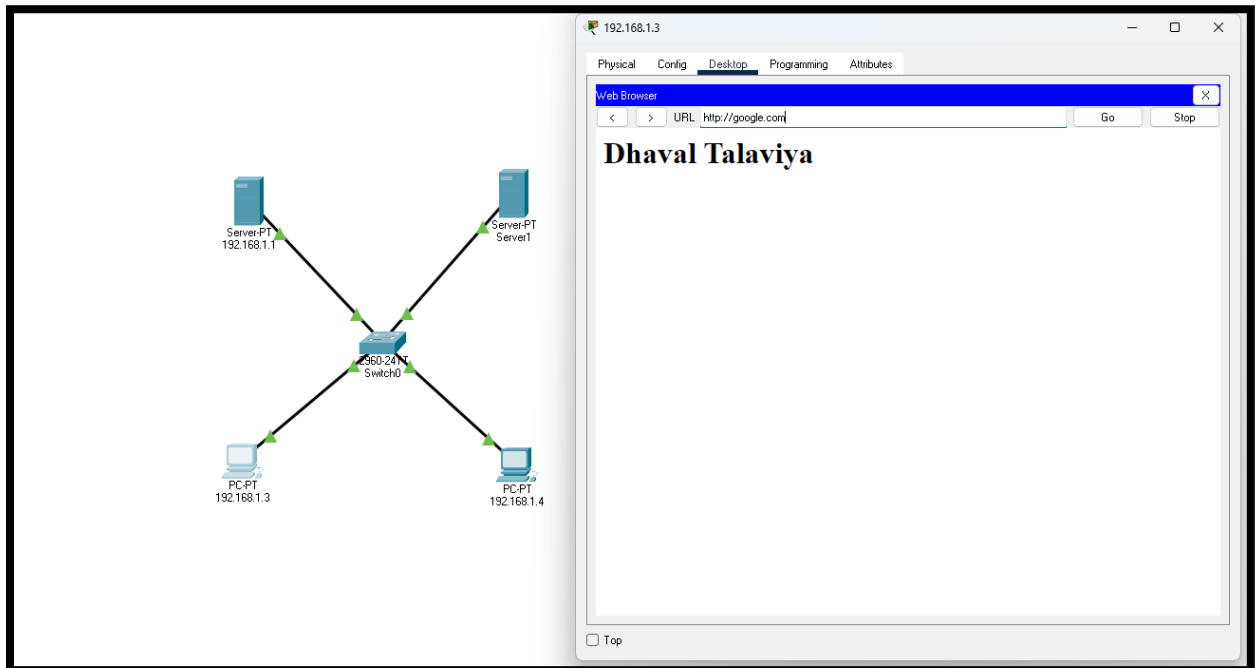 Server-PT
192.168.1.1
Server-PT
Server1
2960-24TT
Switch0
PC-PT
192.168.1.3
PC-PT
192.168.1.4
192.168.1.3
Physical Config Desktop Programming Attributes
Web Browser X
< > URL http://google.com Go Stop
Dhaval Talaviya
Top